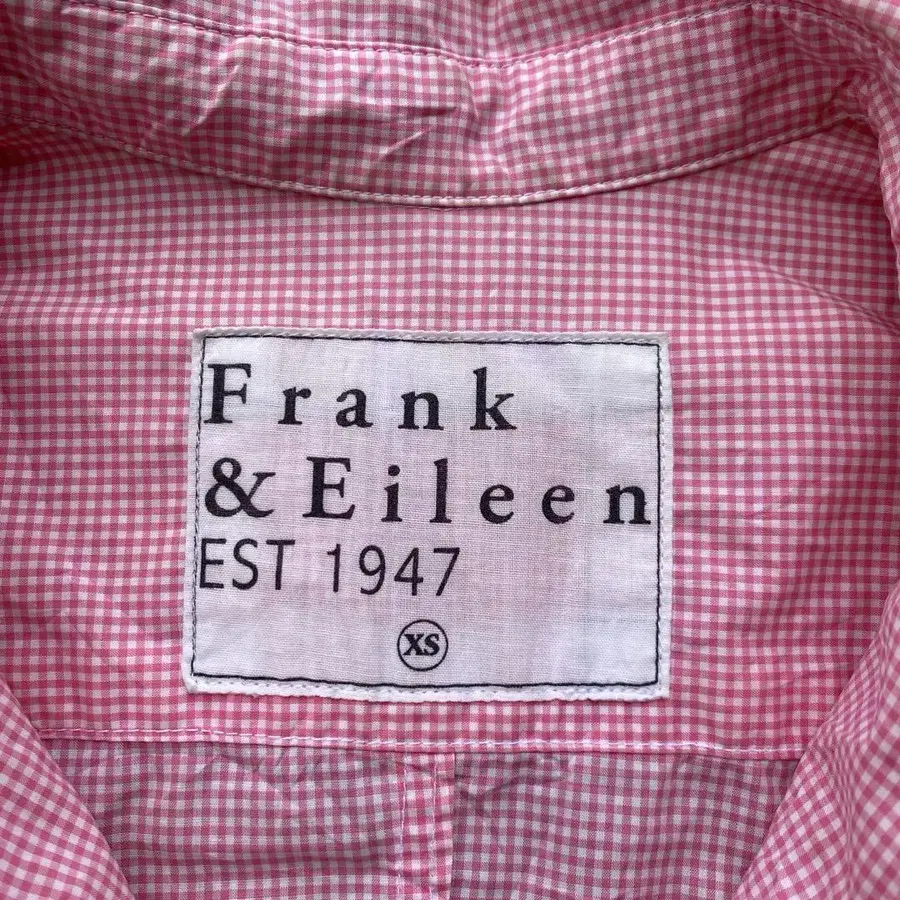 Frank
& Eileen
EST 1947
XS